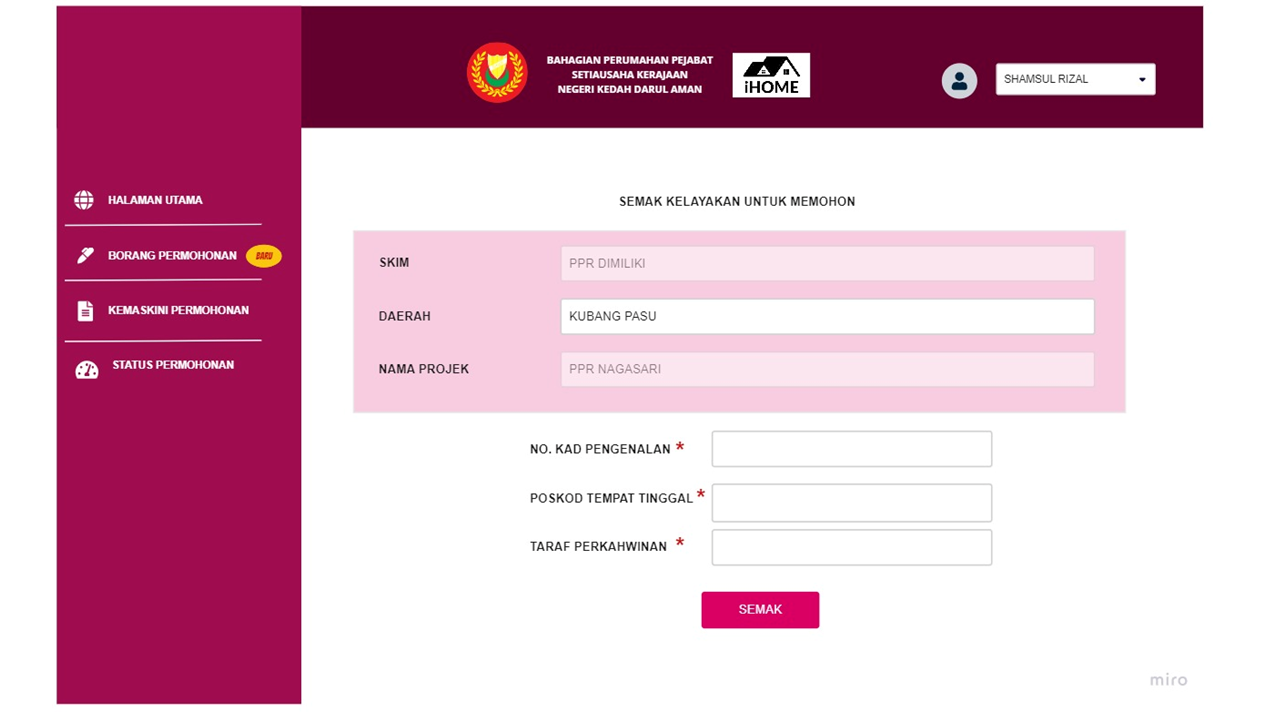 BAHAGIAN PERUMAHAN PEJABAT
SETIAUSAHA KERAJAAN
NEGERI KEDAH DARUL AMAN
iHOME
SHAMSUL RIZAL
HALAMAN UTAMA
BORANG PERMOHONAN BARU
KEMASKINI PERMOHONAN
STATUS PERMOHONAN
SEMAK KELAYAKAN UNTUK MEMOHON
SKIM PPR DIMILIKI
DAERAH KUBANG PASU
NAMA PROJEK PPR NAGASARI
NO. KAD PENGENALAN *
POSKOD TEMPAT TINGGAL *
TARAF PERKAHWINAN *
SEMAK
miro